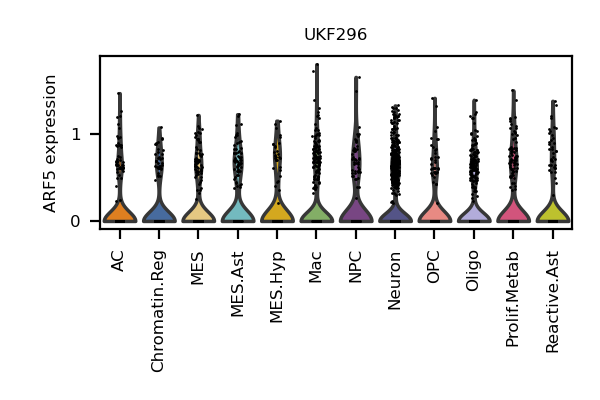 UKF296
ARF5 expression
1
0
AC
Chromatin.Reg
MES
MES.Ast
MES.Hyp
Mac
NPC
Neuron
OPC
Oligo
Prolif.Metab
Reactive.Ast